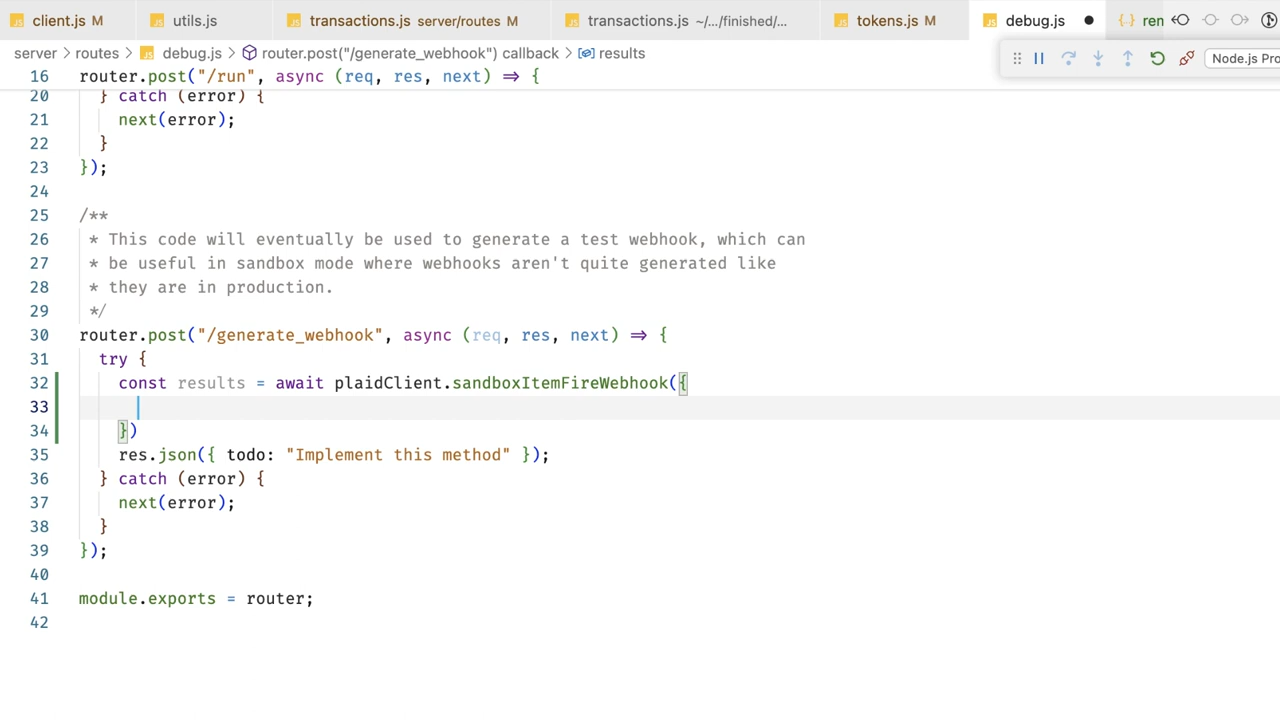 client.js M utils.js transactions.js server/routes M transactions.js ~/.../finished/... tokens.js M debug.js
server > routes > debug.js > router.post("/generate_webhook") callback > results
Node.js Pro
16 router.post("/run", async (req, res, next) => {
20 } catch (error) {
21 next(error);
22 }
23 });
24
25 /**
26 * This code will eventually be used to generate a test webhook, which can
27 * be useful in sandbox mode where webhooks aren't quite generated like
28 * they are in production.
29 */
30 router.post("/generate_webhook", async (req, res, next) => {
31 try {
32 const results = await plaidClient.sandboxItemFireWebhook({
33
34 })
35 res.json({ todo: "Implement this method" });
36 } catch (error) {
37 next(error);
38 }
39 });
40
41 module.exports = router;
42